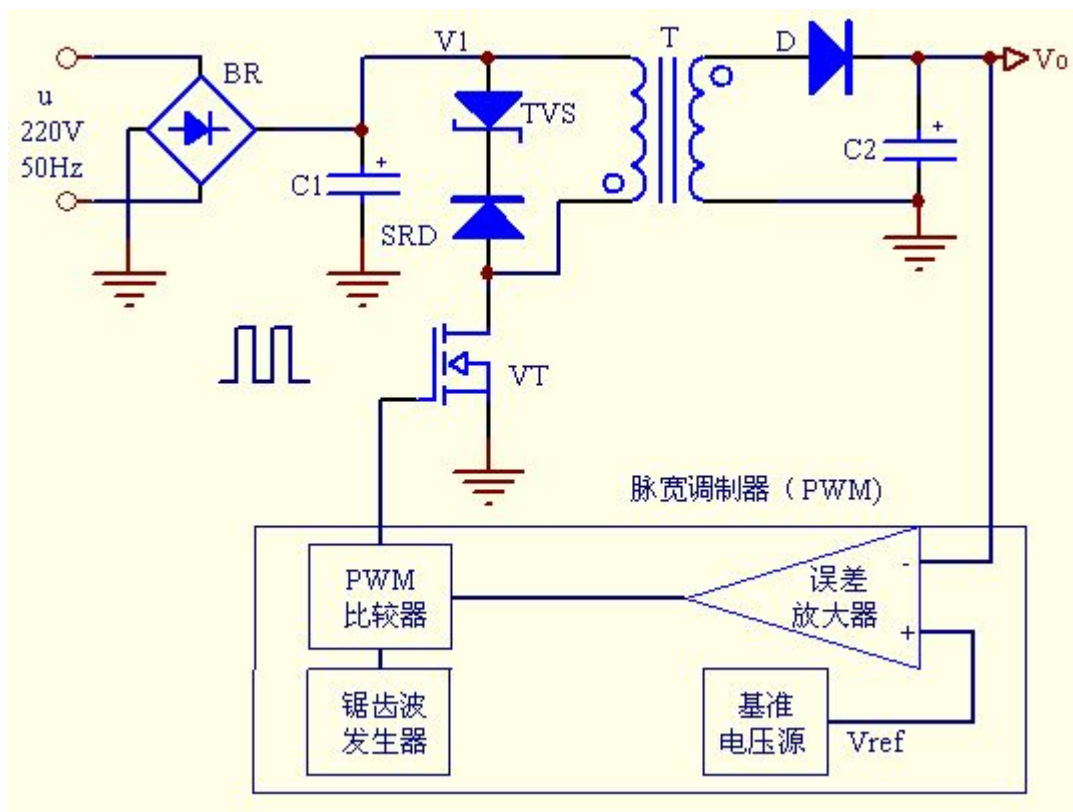 V1
T
D
Vo
BR
u
220V
50Hz
TVS
+
C1
+
C2
SRD
VT
脉宽调制器（PWM)
PWM
比较器
误差
放大器
-
+
锯齿波
发生器
基准
电压源
Vref